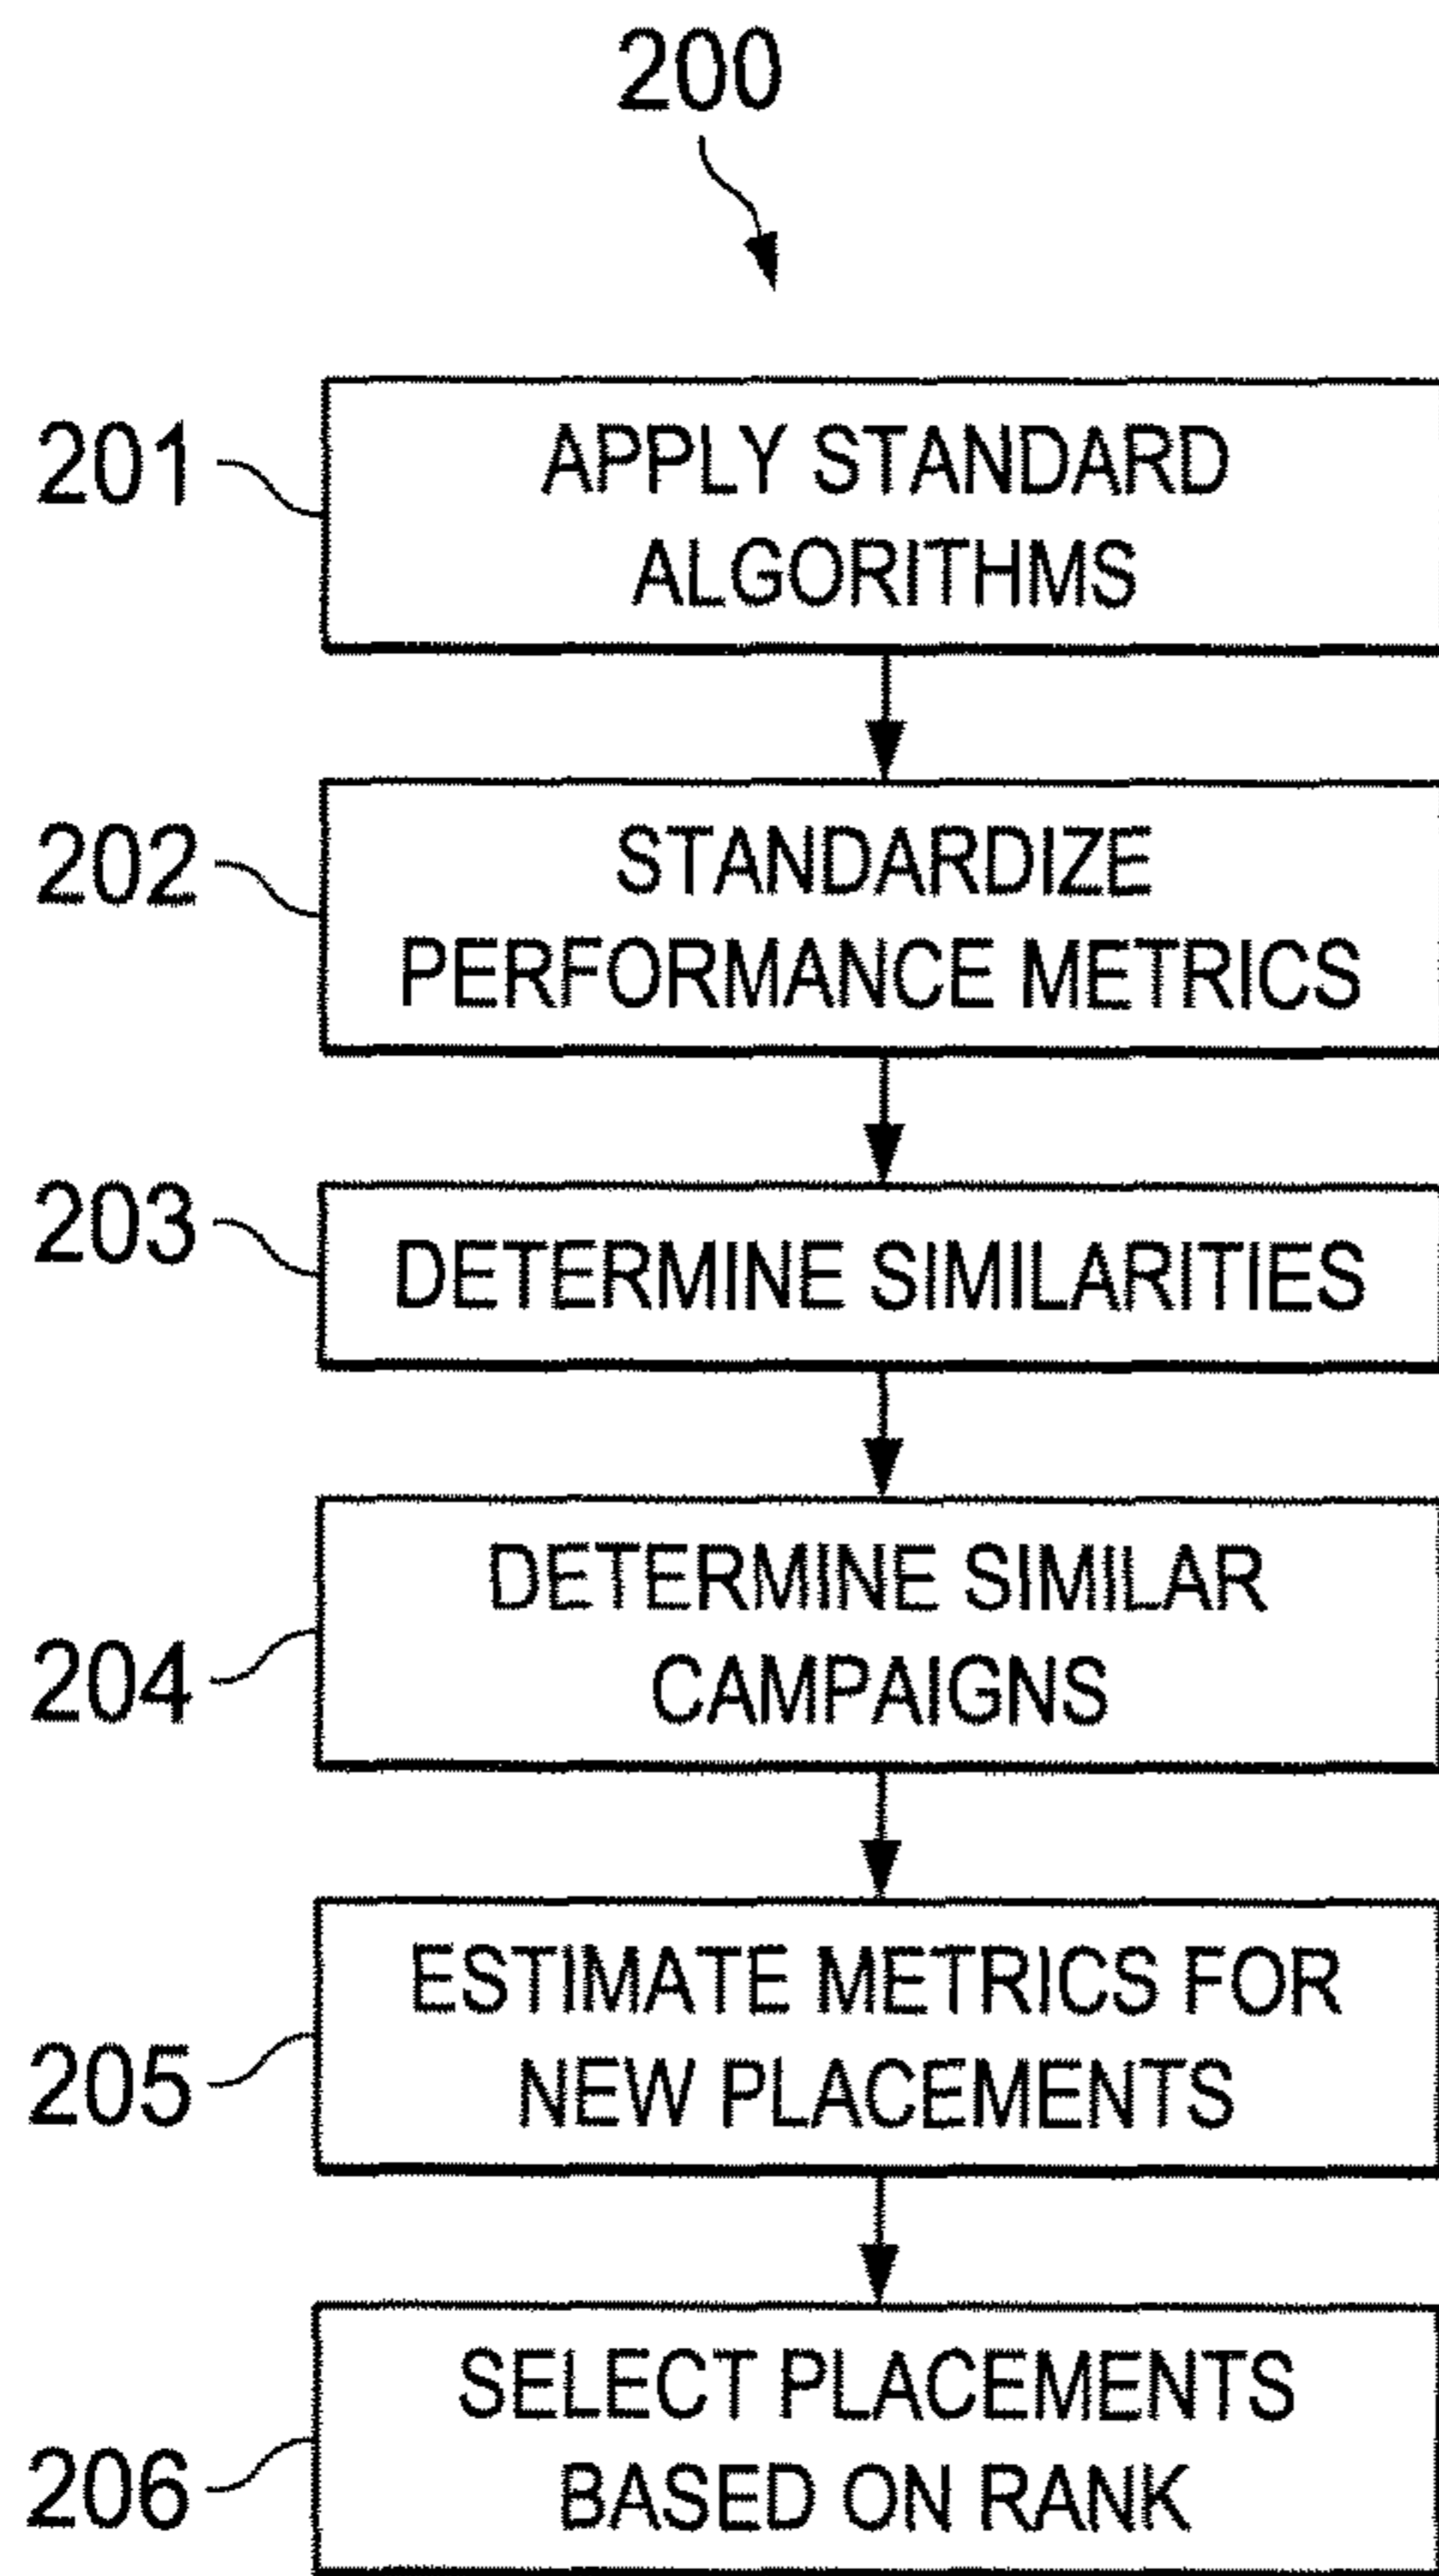 200
201
APPLY STANDARD
ALGORITHMS
202
STANDARDIZE
PERFORMANCE METRICS
203
DETERMINE SIMILARITIES
204
DETERMINE SIMILAR
CAMPAIGNS
205
ESTIMATE METRICS FOR
NEW PLACEMENTS
206
SELECT PLACEMENTS
BASED ON RANK